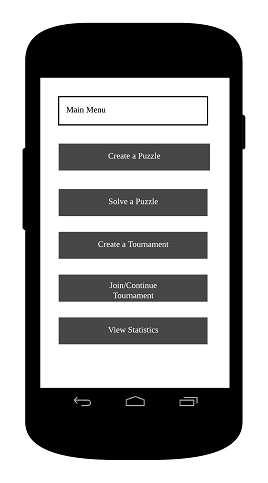 Main Menu
Create a Puzzle
Solve a Puzzle
Create a Tournament
Join/Continue
Tournament
View Statistics